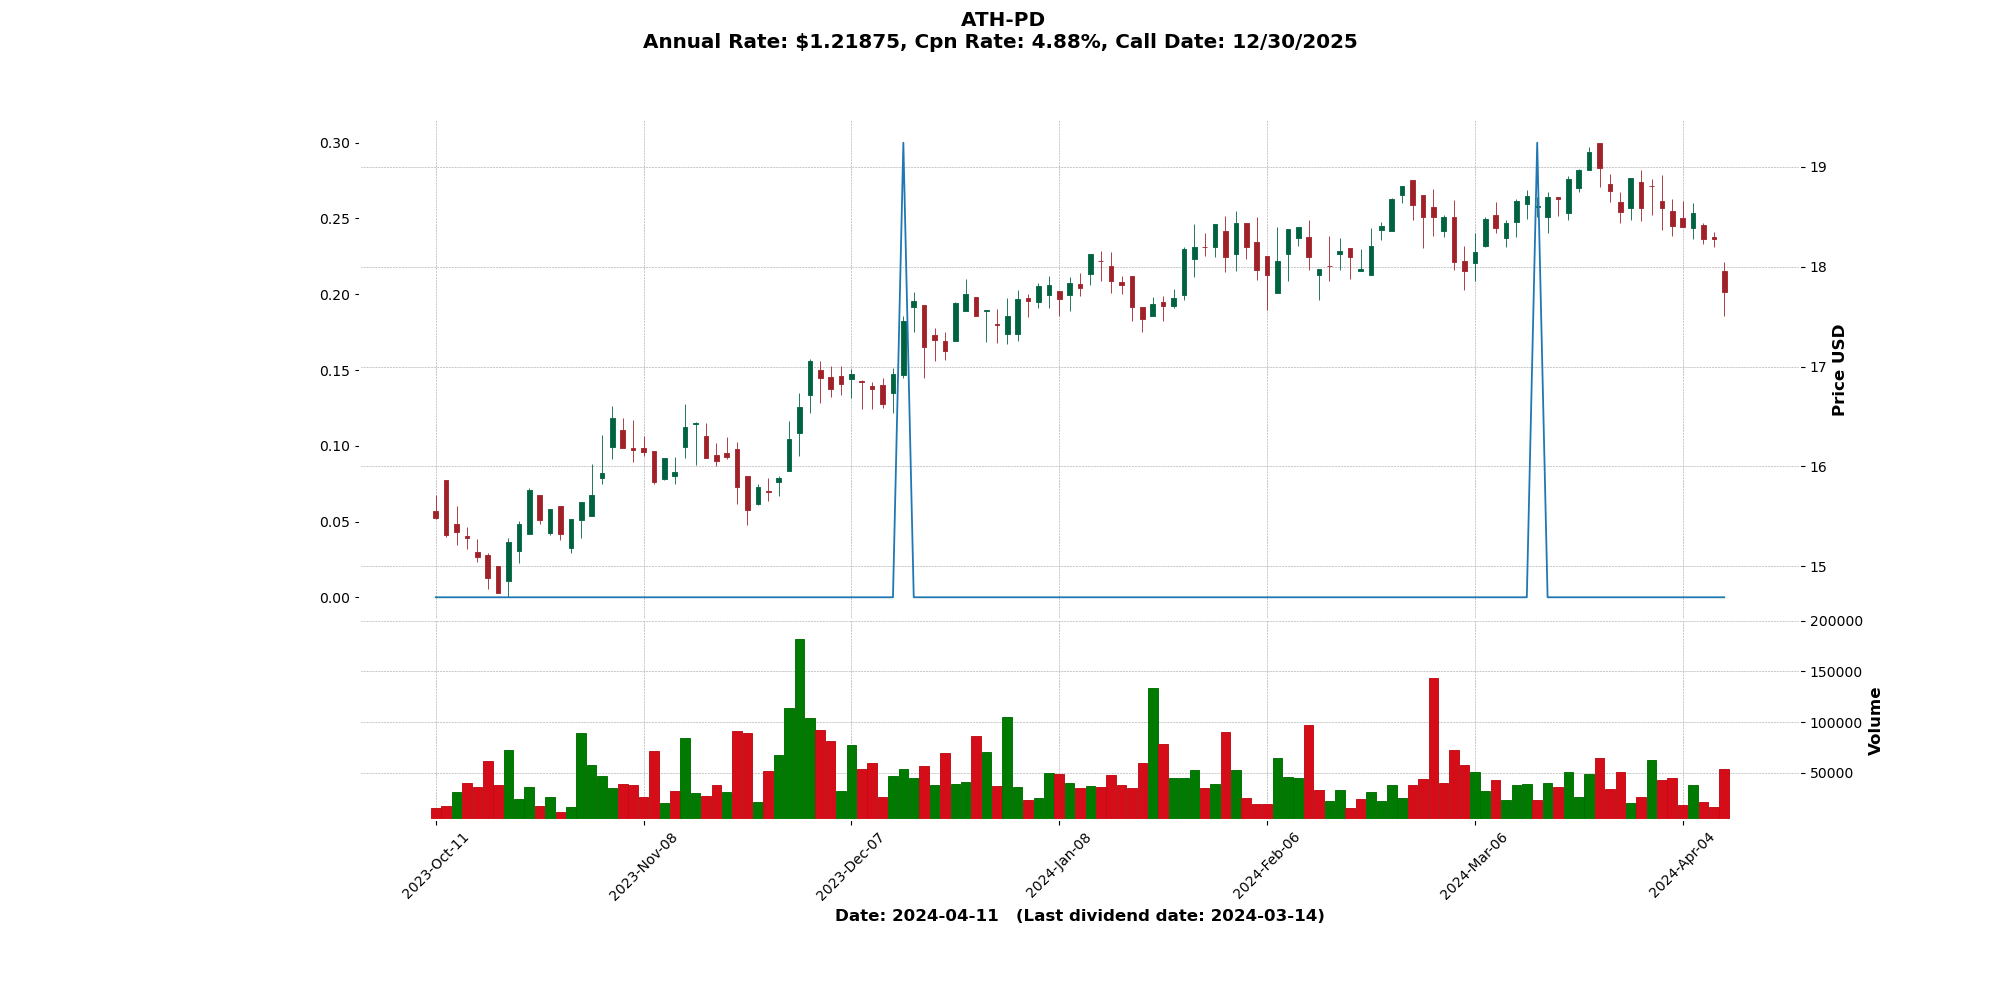 ATH-PD
Annual Rate: $1.21875, Cpn Rate: 4.88%, Call Date: 12/30/2025
0.30
0.25
0.20
0.15
0.10
0.05
0.00
19
18
17
16
15
Price USD
200000
150000
100000
50000
Volume
2023-Oct-11
2023-Nov-08
2023-Dec-07
2024-Jan-08
2024-Feb-06
2024-Mar-06
2024-Apr-04
Date: 2024-04-11 (Last dividend date: 2024-03-14)